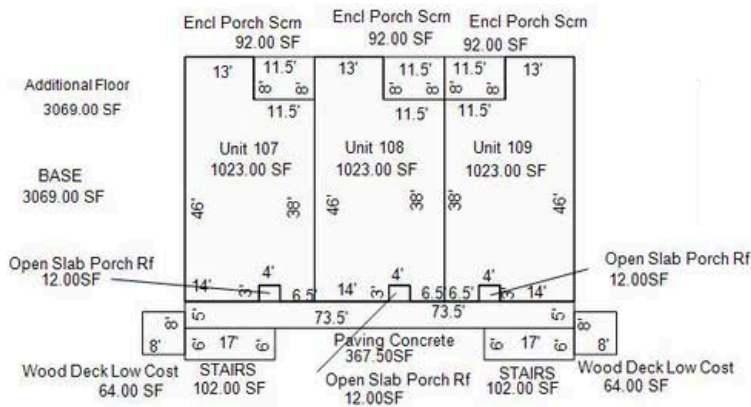 Encl Porch Scrn
92.00 SF
Encl Porch Scrn
92.00 SF
Encl Porch Scrn
92.00 SF
Additional Floor
3069.00 SF
13'
11.5'
13'
11.5'
11.5'
13'
8'
8'
8'
8'
8'
8'
11.5'
11.5'
11.5'
Unit 107
1023.00 SF
Unit 108
1023.00 SF
Unit 109
1023.00 SF
BASE
3069.00 SF
46'
38'
46'
38'
38'
46'
Open Slab Porch Rf
12.00SF
Open Slab Porch Rf
12.00SF
4'
4'
4'
14'
3'
6.5'
14'
3'
6.5'
6.5'
3'
14'
8'
5'
73.5'
73.5'
5'
8'
8'
6'
17'
6'
Paving Concrete
367.50SF
6'
17'
6'
8'
Wood Deck Low Cost
64.00 SF
STAIRS
102.00 SF
Open Slab Porch Rf
12.00SF
STAIRS
102.00 SF
Wood Deck Low Cost
64.00 SF